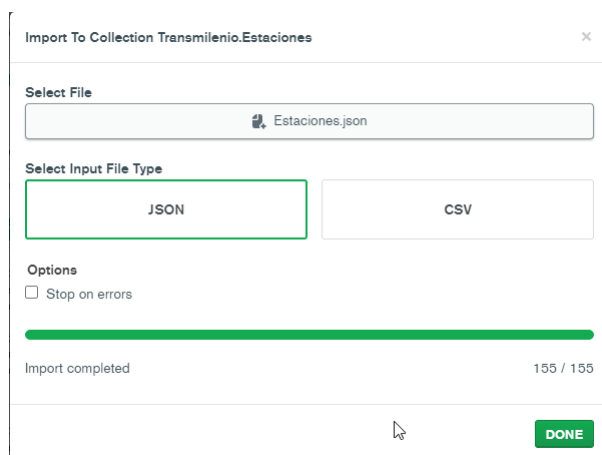 Import To Collection Transmilenio.Estaciones
×
Select File
Estaciones.json
Select Input File Type
JSON CSV
Options
Stop on errors
Import completed 155 / 155
DONE